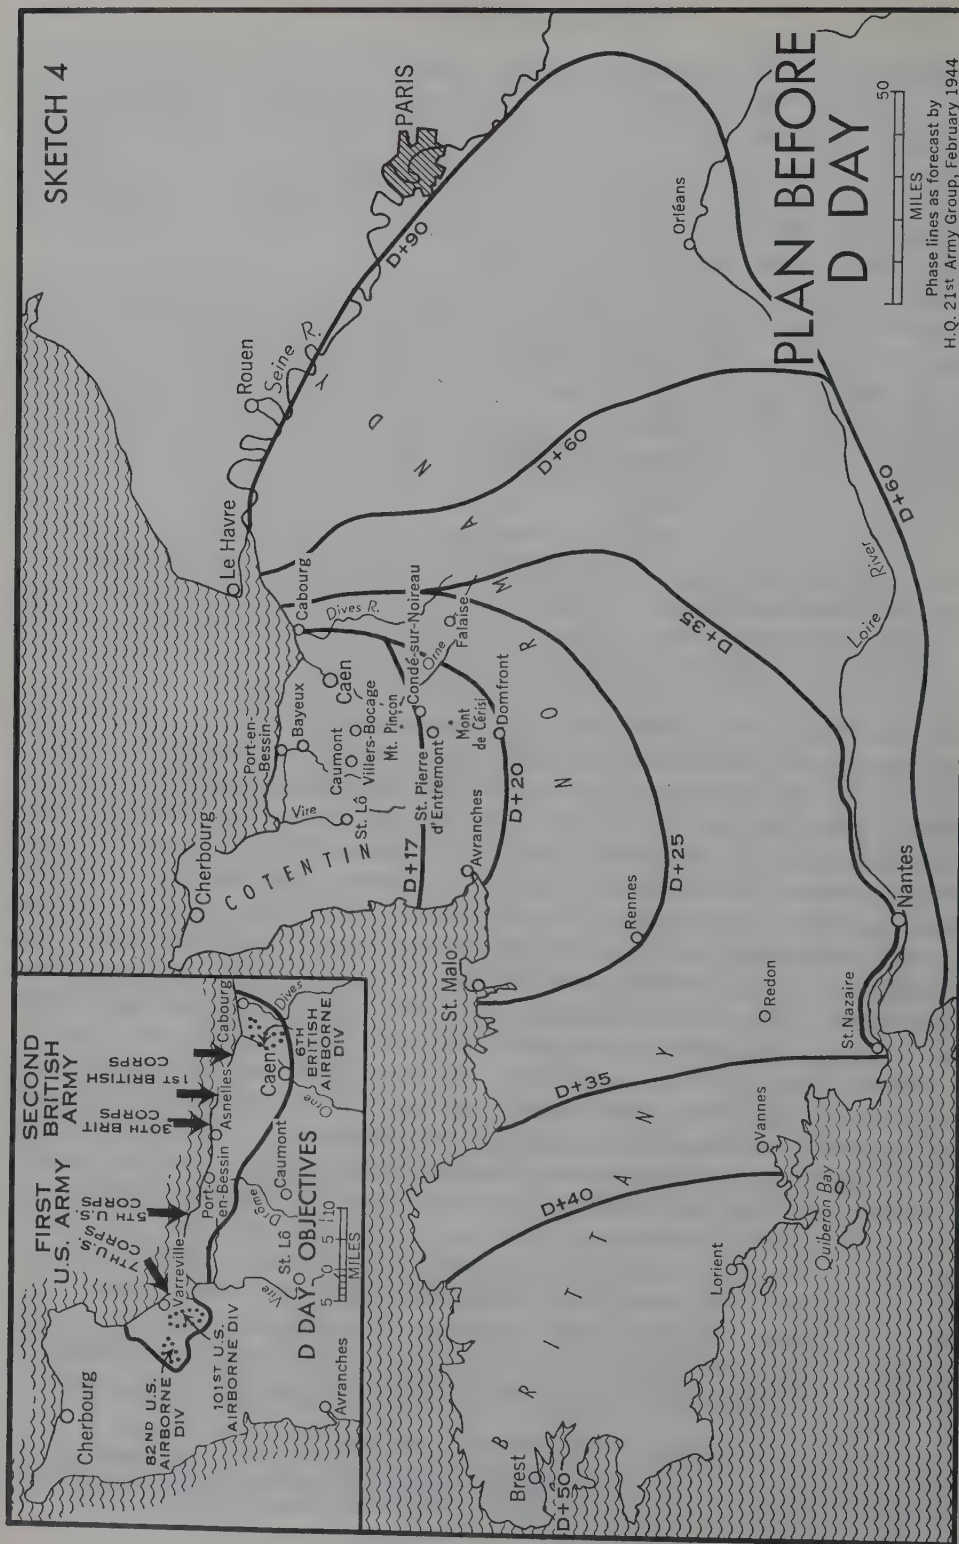 SKETCH 4
PLAN BEFORE
D DAY
50
MILES
Phase lines as forecast by
H.Q. 21st Army Group, February 1944
PARIS
Rouen
Seine R.
Le Havre
D+90
Orléans
D+60
D+60
NORMANDY
Cabourg
Dives R.
Caen
Bayeux
Port-en-
Bessin
Caumont
Villers-Bocage
Mt. Pinçon
Condé-sur-Noireau
Orne
Falaise
St. Pierre
d'Entremont
Mont
de Cérisi
Domfront
Vire
St. Lô
Cherbourg
COTENTIN
D+17
Avranches
D+20
D+25
D+35
Loire River
Rennes
St. Malo
Redon
Nantes
St. Nazaire
D+35
BRITTANY
Vannes
D+40
Quiberon Bay
Lorient
Brest
D+50
FIRST
U.S. ARMY
SECOND
BRITISH
ARMY
7TH U.S.
CORPS
5TH U.S.
CORPS
30TH BRIT
CORPS
1ST BRITISH
CORPS
Cherbourg
Varreville
82ND U.S.
AIRBORNE
DIV
101ST U.S.
AIRBORNE DIV
Port-
en-Bessin
Asnelles
Cabourg
Dives
Caen
6TH
BRITISH
AIRBORNE
DIV
Orne
Caumont
Drôme
St. Lô
Vire
Avranches
D DAY OBJECTIVES
5 0 5 10
MILES